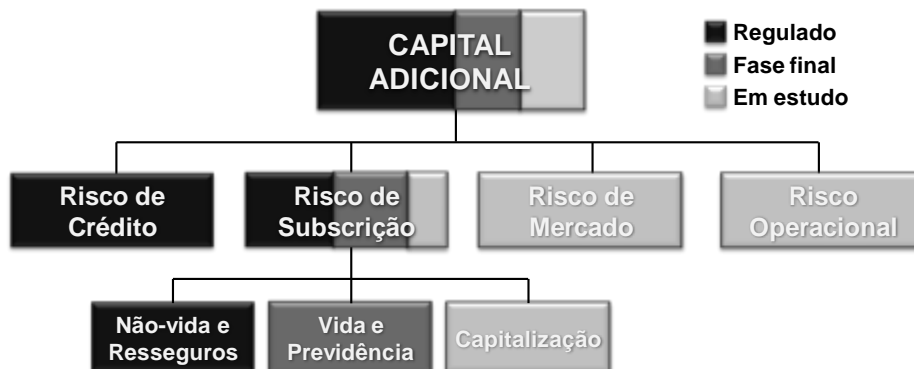 CAPITAL
ADICIONAL
Regulado
Fase final
Em estudo
Risco de
Crédito
Risco de
Subscrição
Risco de
Mercado
Risco
Operacional
Não-vida e
Resseguros
Vida e
Previdência
Capitalização